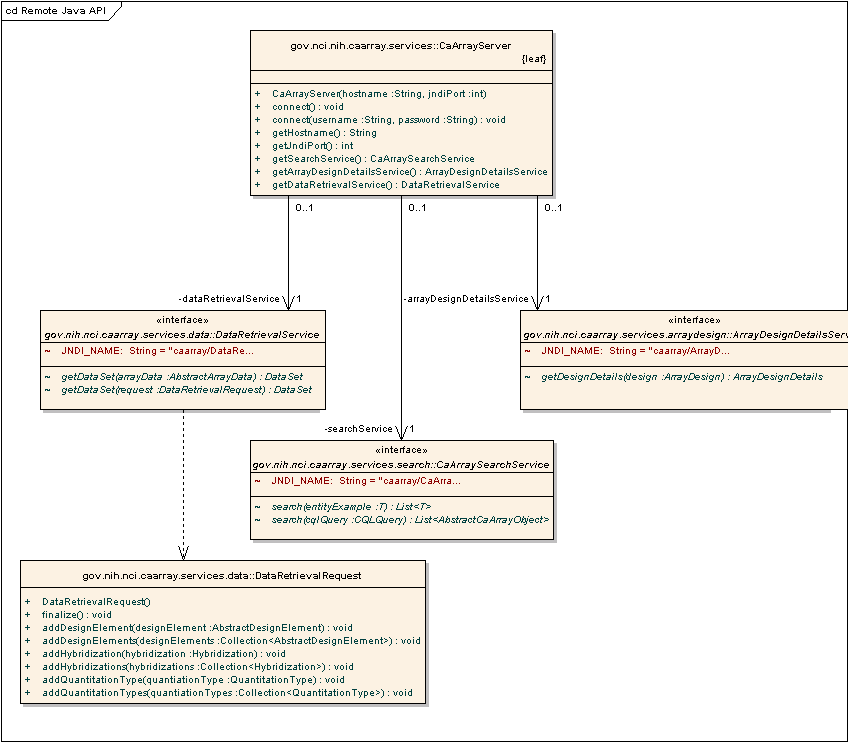 cd Remote Java API
gov.nci.nih.caarray.services::CaArrayServer
{leaf}
+ CaArrayServer(hostname :String, jndiPort :int)
+ connect() : void
+ connect(username :String, password :String) : void
+ getHostname() : String
+ getJndiPort() : int
+ getSearchService() : CaArraySearchService
+ getArrayDesignDetailsService() : ArrayDesignDetailsService
+ getDataRetrievalService() : DataRetrievalService
0..1
0..1
0..1
-dataRetrievalService
1
-arrayDesignDetailsService
1
«interface»
gov.nih.nci.caarray.services.data::DataRetrievalService
~ JNDI_NAME: String = "caarray/DataRe...
~ getDataSet(arrayData :AbstractArrayData) : DataSet
~ getDataSet(request :DataRetrievalRequest) : DataSet
«interface»
gov.nih.nci.caarray.services.arraydesign::ArrayDesignDetailsServ
~ JNDI_NAME: String = "caarray/ArrayD...
~ getDesignDetails(design :ArrayDesign) : ArrayDesignDetails
-searchService
1
«interface»
gov.nih.nci.caarray.services.search::CaArraySearchService
~ JNDI_NAME: String = "caarray/CaArra...
~ search(entityExample :T) : List<T>
~ search(cqlQuery :CQLQuery) : List<AbstractCaArrayObject>
gov.nih.nci.caarray.services.data::DataRetrievalRequest
+ DataRetrievalRequest()
+ finalize() : void
+ addDesignElement(designElement :AbstractDesignElement) : void
+ addDesignElements(designElements :Collection<AbstractDesignElement>) : void
+ addHybridization(hybridization :Hybridization) : void
+ addHybridizations(hybridizations :Collection<Hybridization>) : void
+ addQuantitationType(quantiationType :QuantitationType) : void
+ addQuantitationTypes(quantiationTypes :Collection<QuantitationType>) : void